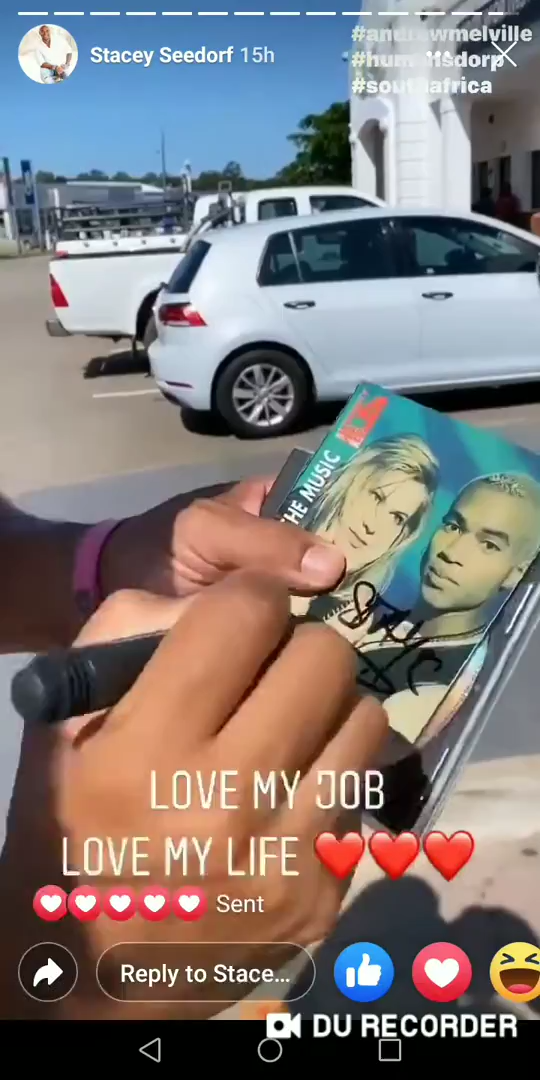 Stacey Seedorf 15h
#andrewmelville
#southafrica
THE MUSIC
LOVE MY JOB
LOVE MY LIFE ❤️❤️❤️
Sent
Reply to Stace...
DU RECORDER